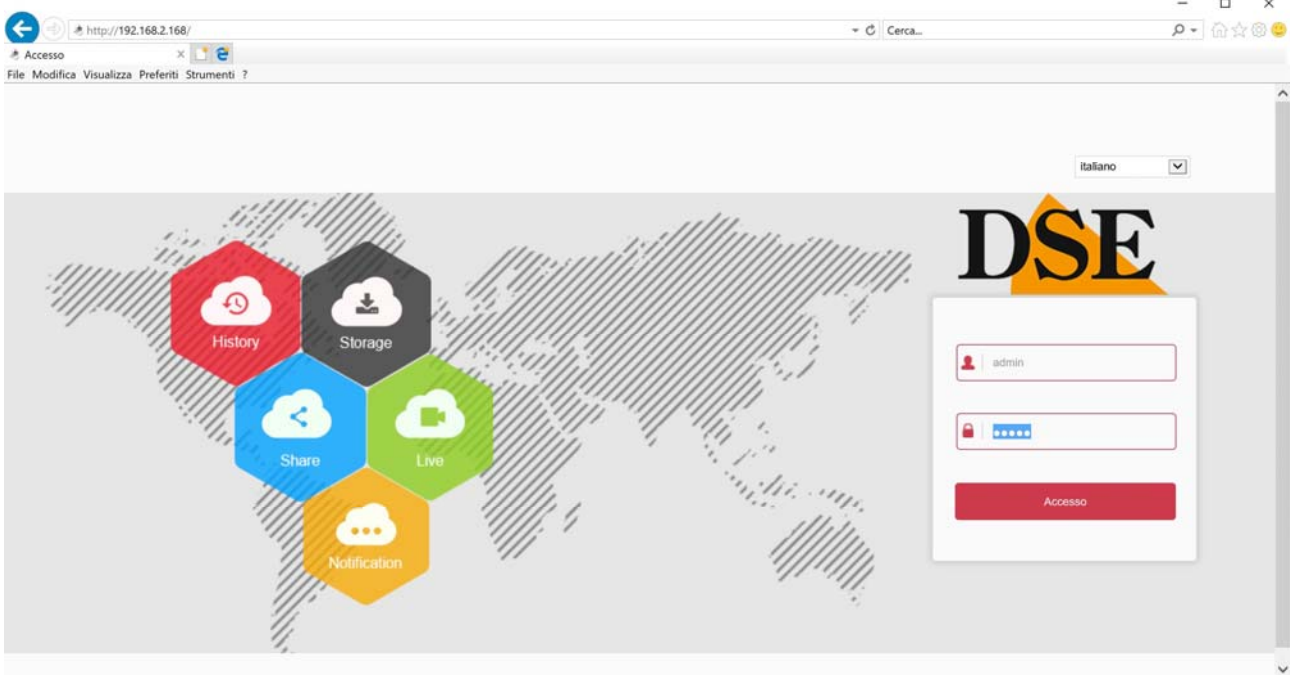 http://192.168.2.168/
Cerca...
Accesso
File Modifica Visualizza Preferiti Strumenti ?
italiano
DSE
History
Storage
admin
Share
Live
Accesso
Notification